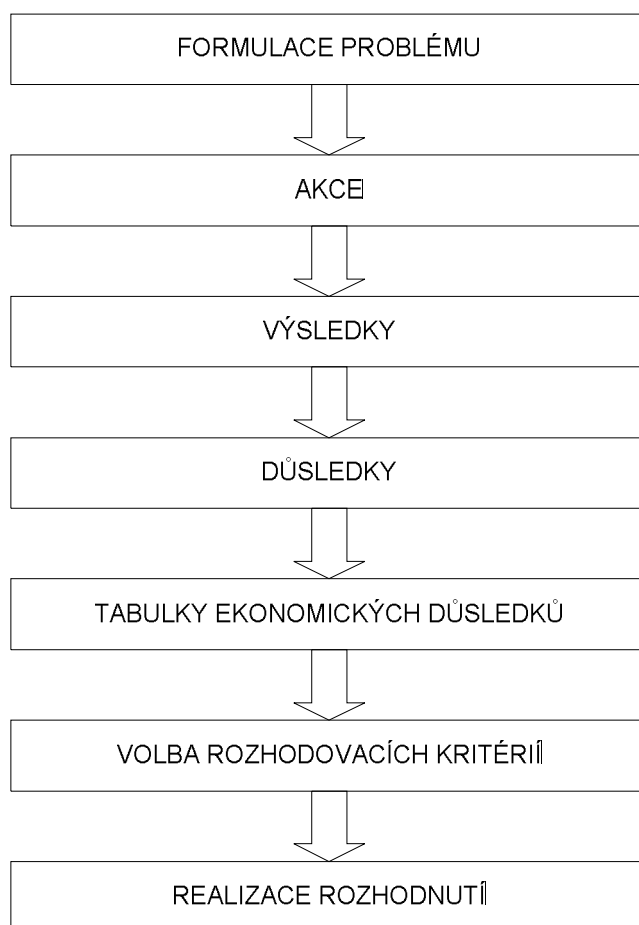 FORMULACE PROBLÉMU
AKCE
VÝSLEDKY
DŮSLEDKY
TABULKY EKONOMICKÝCH DŮSLEDKŮ
VOLBA ROZHODOVACÍCH KRITÉRIÍ
REALIZACE ROZHODNUTÍ